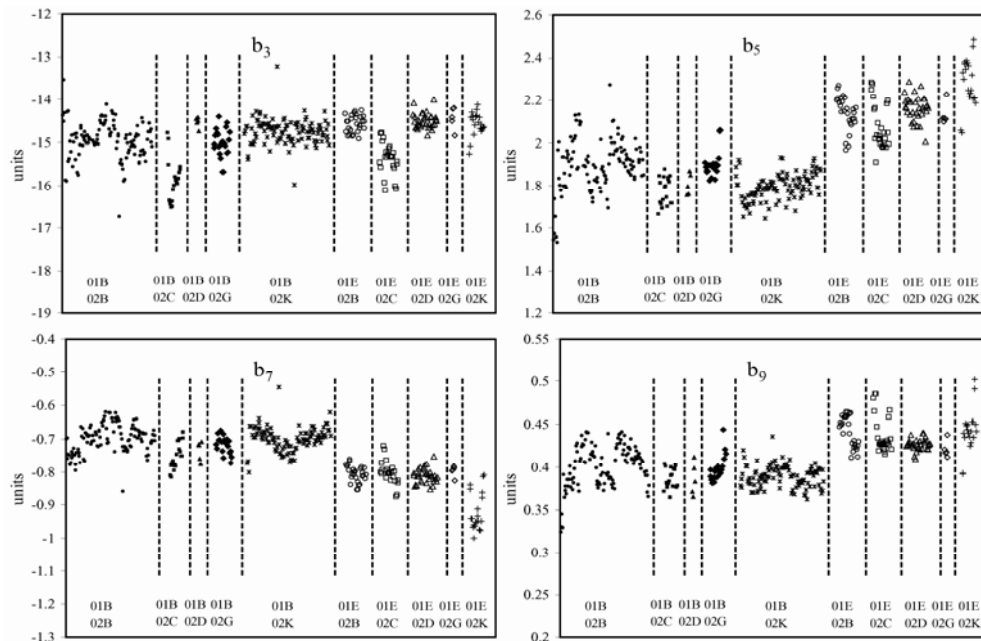 -12
-13
-14
-15
-16
-17
-18
-19
units
b3
01B 01B 01B 01B 01B 01E 01E 01E 01E 01E
02B 02C 02D 02G 02K 02B 02C 02D 02G 02K
2.6
2.4
2.2
2
1.8
1.6
1.4
1.2
units
b5
01B 01B 01B 01B 01B 01E 01E 01E 01E 01E
02B 02C 02D 02G 02K 02B 02C 02D 02G 02K
-0.4
-0.5
-0.6
-0.7
-0.8
-0.9
-1
-1.1
-1.2
-1.3
units
b7
01B 01B 01B 01B 01B 01E 01E 01E 01E 01E
02B 02C 02D 02G 02K 02B 02C 02D 02G 02K
0.55
0.5
0.45
0.4
0.35
0.3
0.25
0.2
units
b9
01B 01B 01B 01B 01B 01E 01E 01E 01E 01E
02B 02C 02D 02G 02K 02B 02C 02D 02G 02K